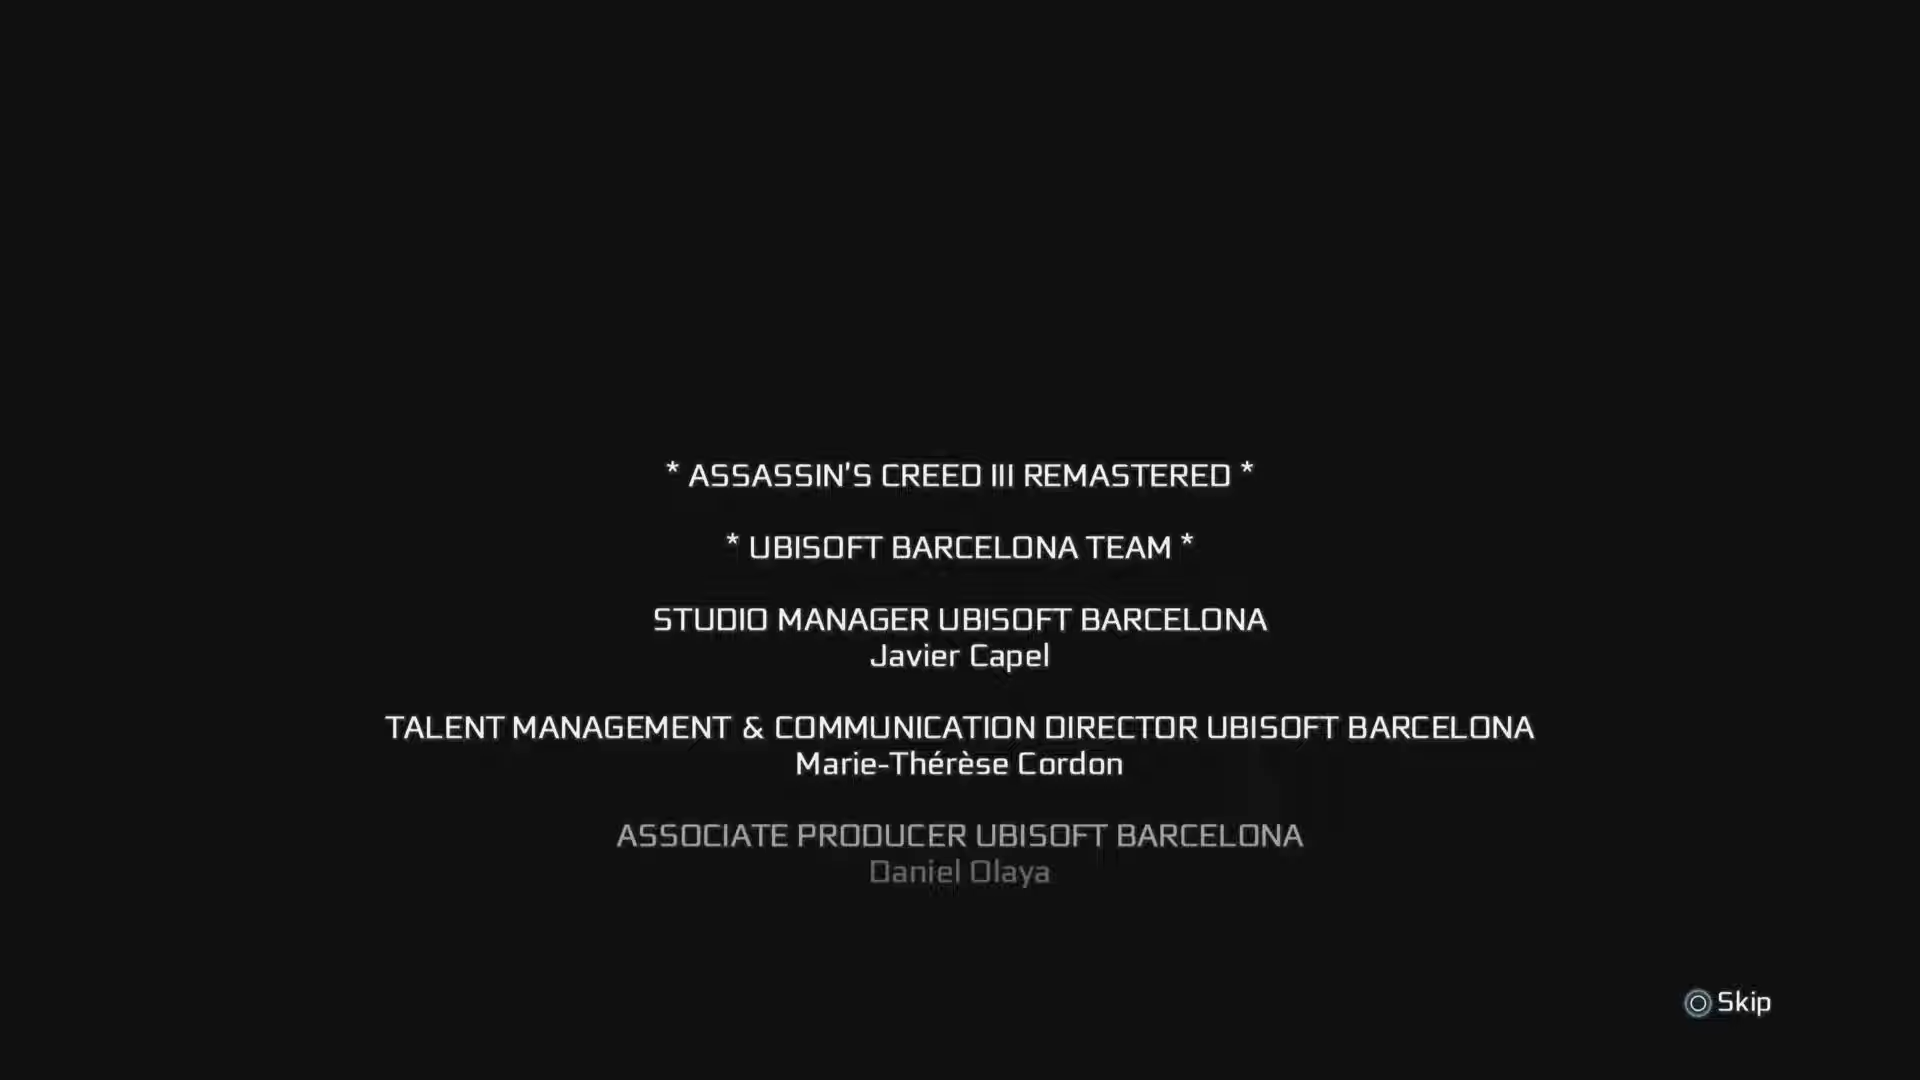 * ASSASSIN'S CREED III REMASTERED *
* UBISOFT BARCELONA TEAM *
STUDIO MANAGER UBISOFT BARCELONA
Javier Capel
TALENT MANAGEMENT & COMMUNICATION DIRECTOR UBISOFT BARCELONA
Marie-Thérèse Cordon
ASSOCIATE PRODUCER UBISOFT BARCELONA
Daniel Olaya
Skip